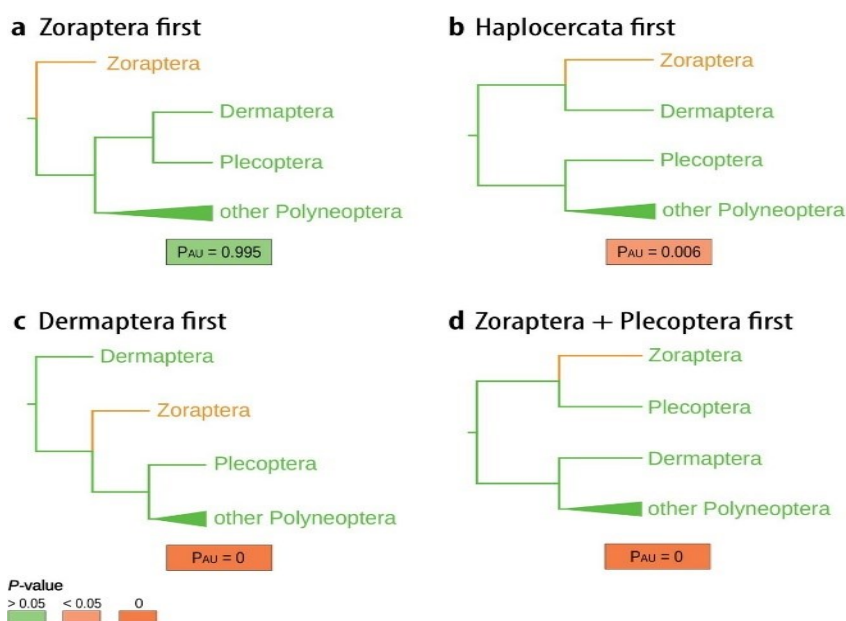 a Zoraptera first
Zoraptera
Dermaptera
Plecoptera
other Polyneoptera
PAU = 0.995
b Haplocercata first
Zoraptera
Dermaptera
Plecoptera
other Polyneoptera
PAU = 0.006
c Dermaptera first
Dermaptera
Zoraptera
Plecoptera
other Polyneoptera
PAU = 0
d Zoraptera + Plecoptera first
Zoraptera
Plecoptera
Dermaptera
other Polyneoptera
PAU = 0
P-value
> 0.05 < 0.05 0